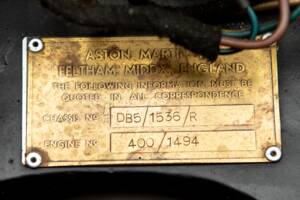 ASTON MARTIN
FELTHAM, MIDDX, ENGLAND
THE FOLLOWING INFORMATION MUST BE
QUOTED IN ALL CORRESPONDENCE
CHASSIS No DB5/1536/R
ENGINE No 400/1494